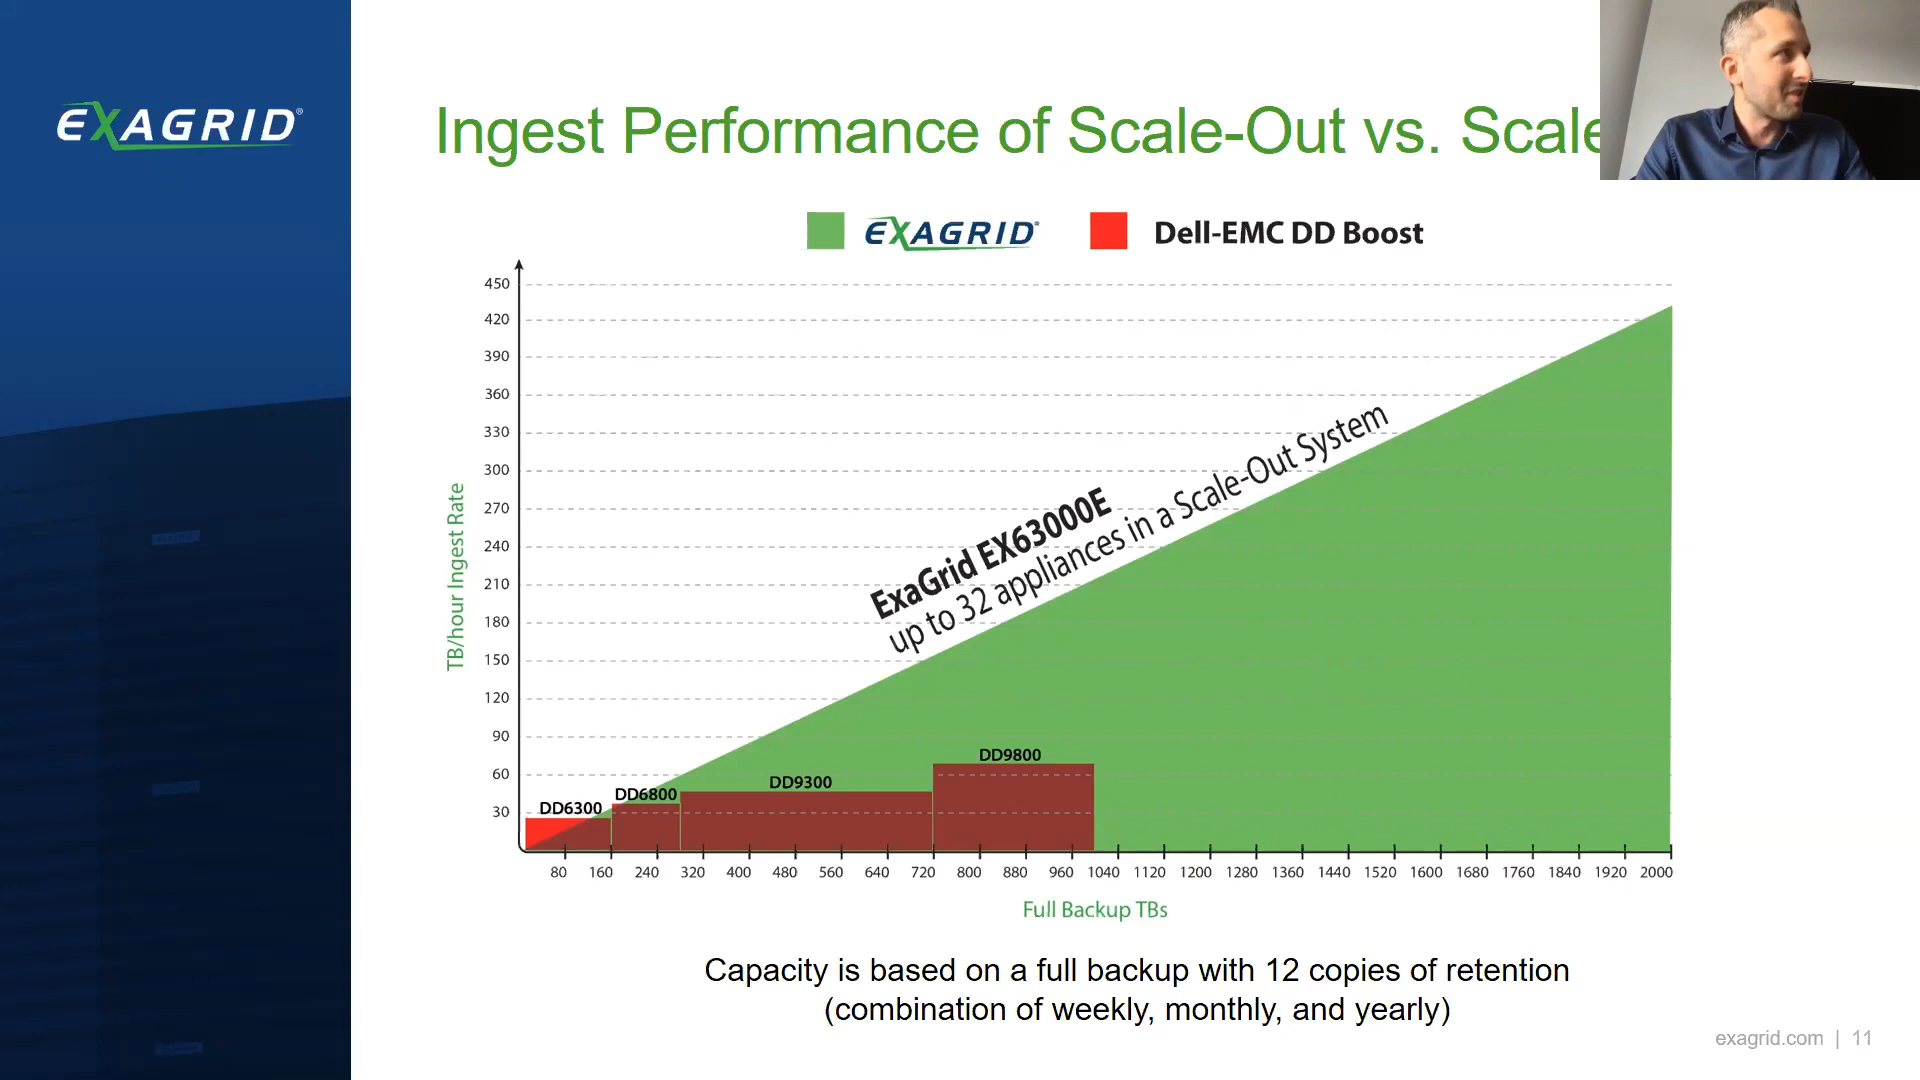 EXAGRID®
Ingest Performance of Scale-Out vs. Scale
EXAGRID®
Dell-EMC DD Boost
450
420
390
360
330
300
270
240
210
180
150
120
90
60
30
TB/hour Ingest Rate
ExaGrid EX63000E
up to 32 appliances in a Scale-Out System
DD6300
DD6800
DD9300
DD9800
80 160 240 320 400 480 560 640 720 800 880 960 1040 1120 1200 1280 1360 1440 1520 1600 1680 1760 1840 1920 2000
Full Backup TBs
Capacity is based on a full backup with 12 copies of retention
(combination of weekly, monthly, and yearly)
exagrid.com | 11